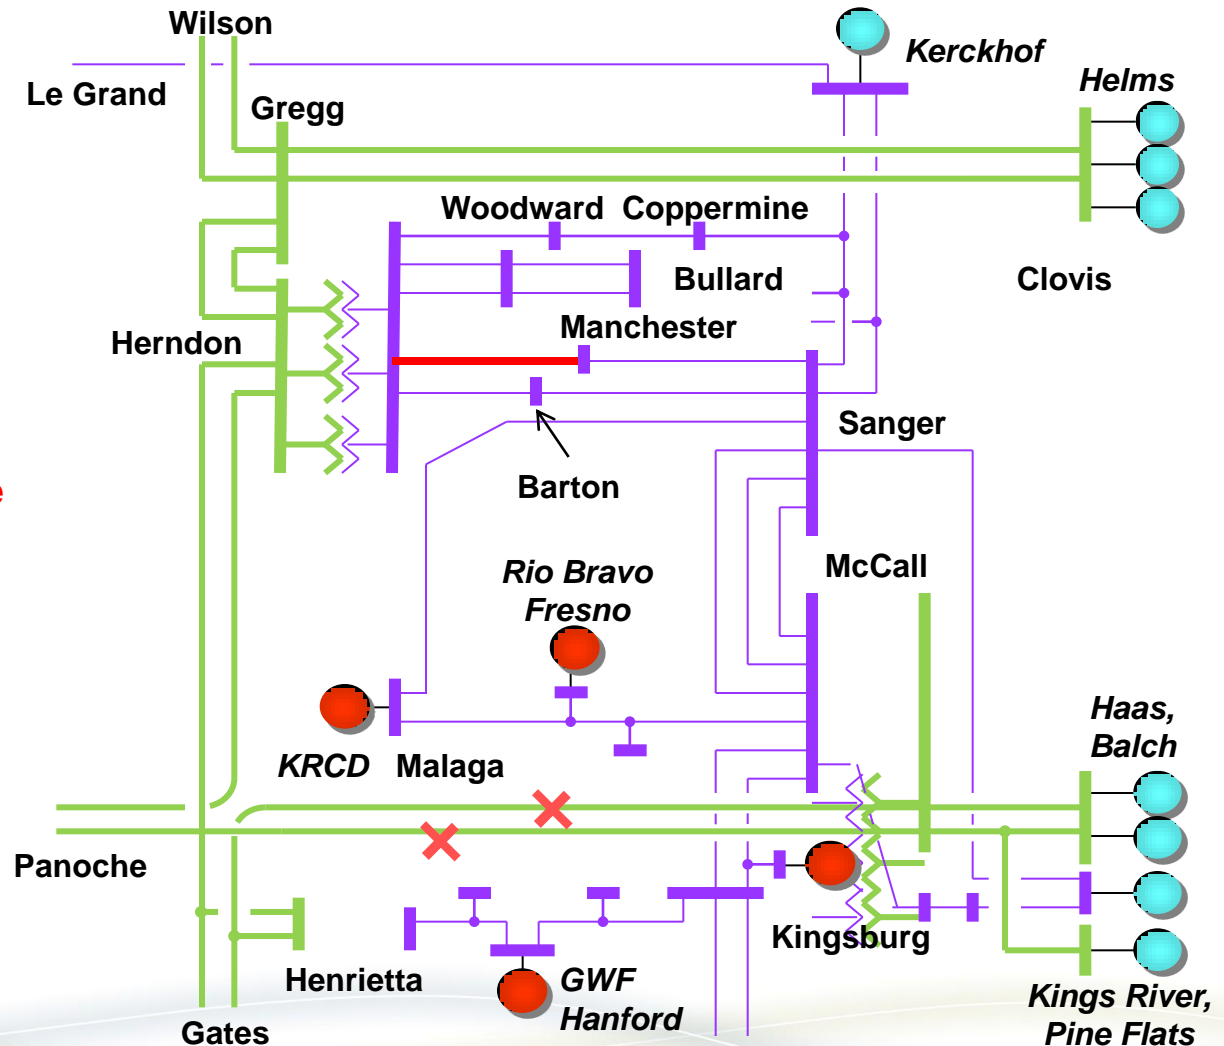 Wilson
Kerckhof
Helms
Le Grand
Gregg
Woodward Coppermine
Bullard
Clovis
Manchester
Herndon
Sanger
Barton
McCall
Rio Bravo
Fresno
Haas,
Balch
KRCD
Malaga
Panoche
Kingsburg
Henrietta
GWF
Hanford
Kings River,
Pine Flats
Gates